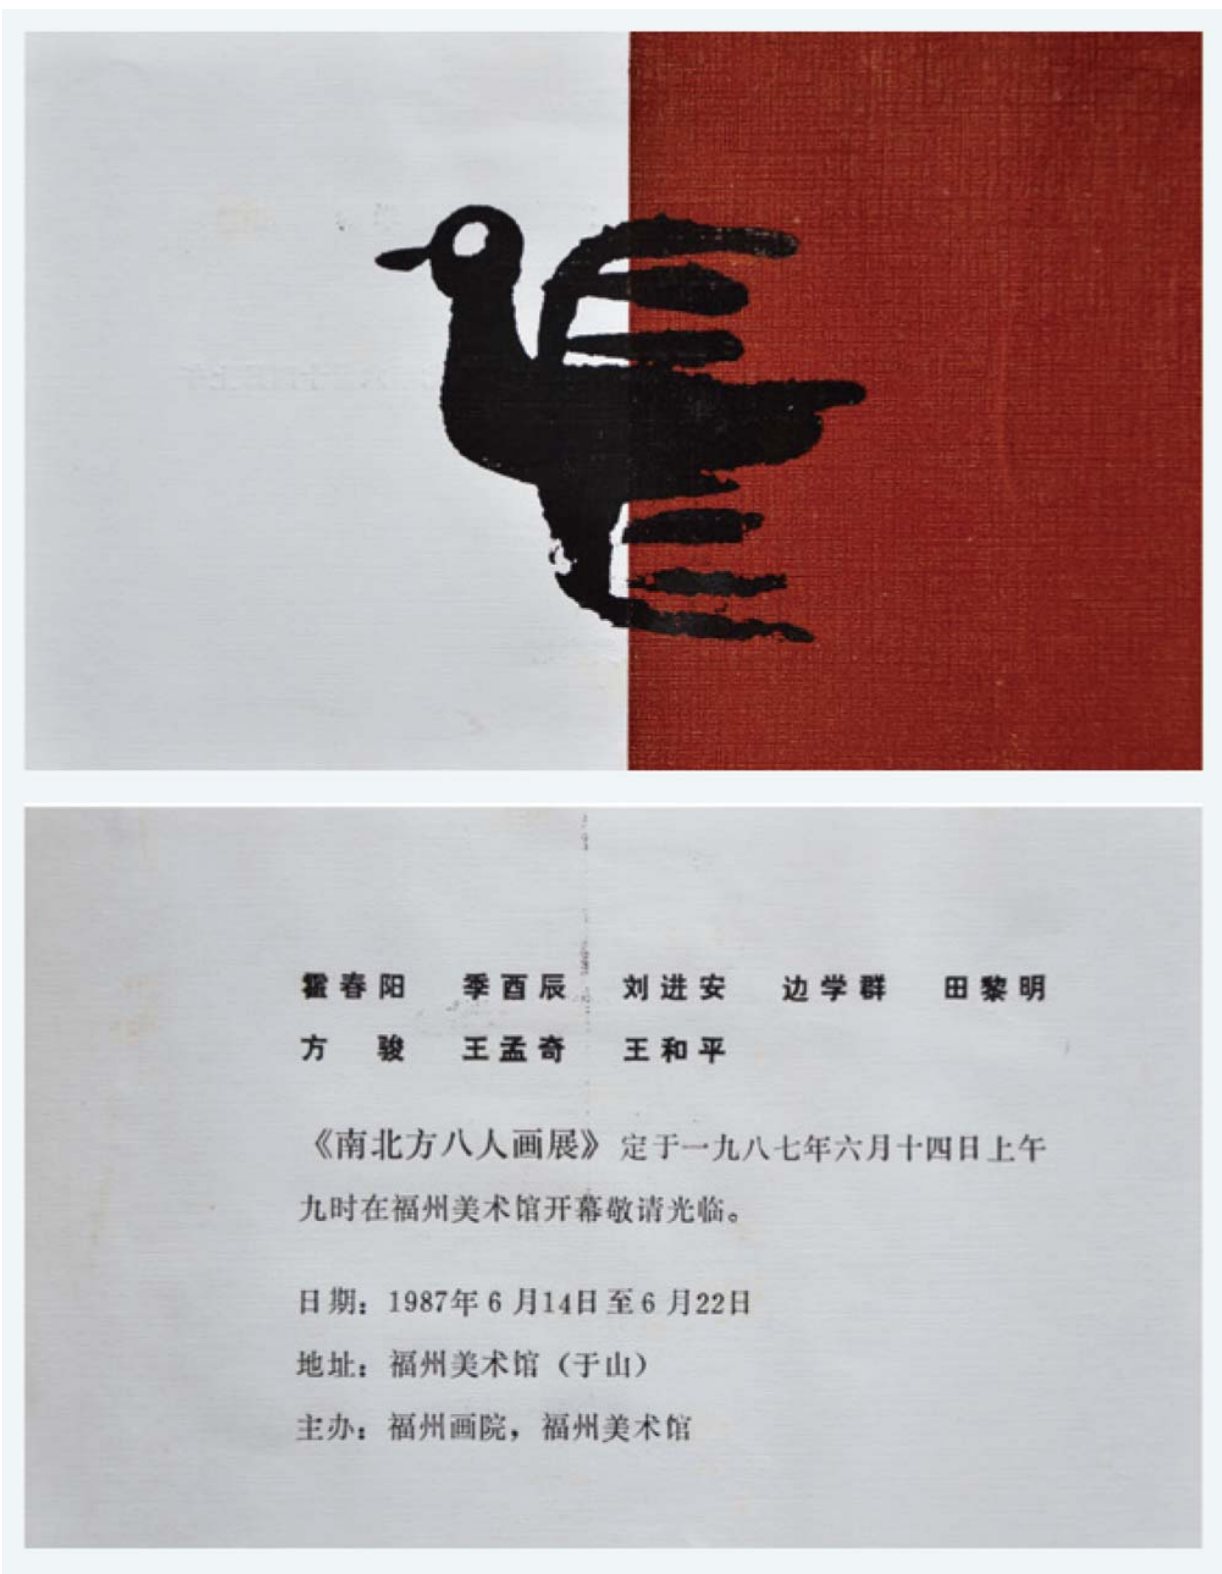 霍春阳 季酉辰 刘进安 边学群 田黎明
方 骏 王孟奇 王和平
《南北方八人画展》定于一九八七年六月十四日上午
九时在福州美术馆开幕敬请光临。
日期：1987年6月14日至6月22日
地址：福州美术馆（于山）
主办：福州画院，福州美术馆